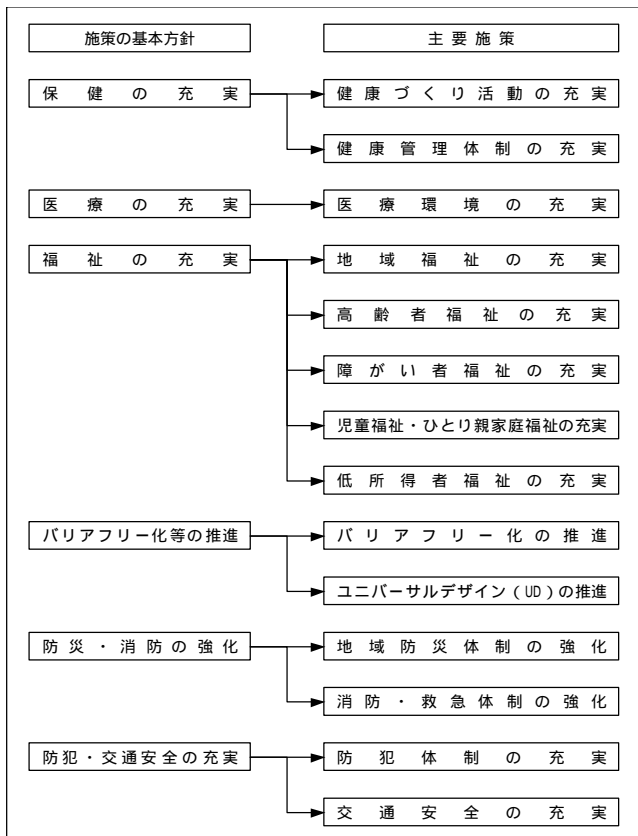 施策の基本方針
主要施策
保健の充実
健康づくり活動の充実
健康管理体制の充実
医療の充実
医療環境の充実
福祉の充実
地域福祉の充実
高齢者福祉の充実
障がい者福祉の充実
児童福祉・ひとり親家庭福祉の充実
低所得者福祉の充実
バリアフリー化等の推進
バリアフリー化の推進
ユニバーサルデザイン（UD）の推進
防災・消防の強化
地域防災体制の強化
消防・救急体制の強化
防犯・交通安全の充実
防犯体制の充実
交通安全の充実